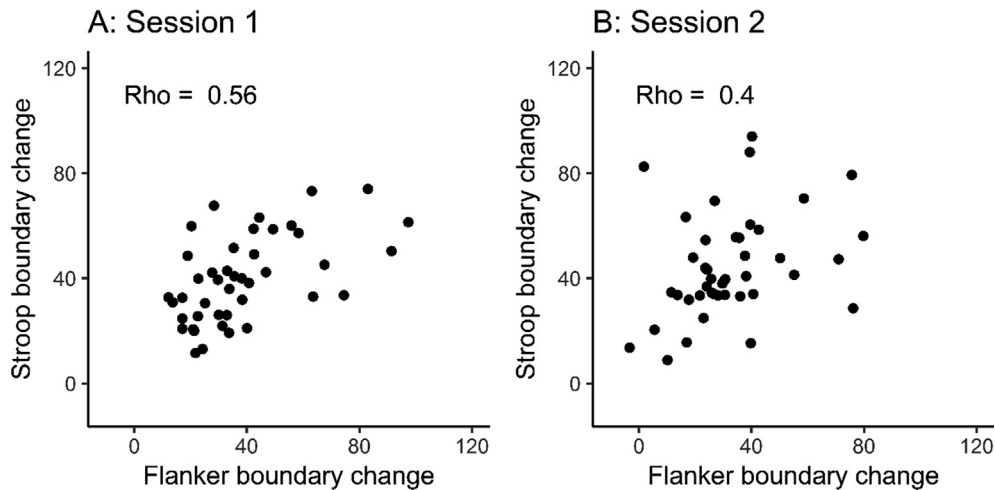 A: Session 1
Rho = 0.56
Stroop boundary change
120
80
40
0
0 40 80 120
Flanker boundary change
B: Session 2
Rho = 0.4
Stroop boundary change
120
80
40
0
0 40 80 120
Flanker boundary change